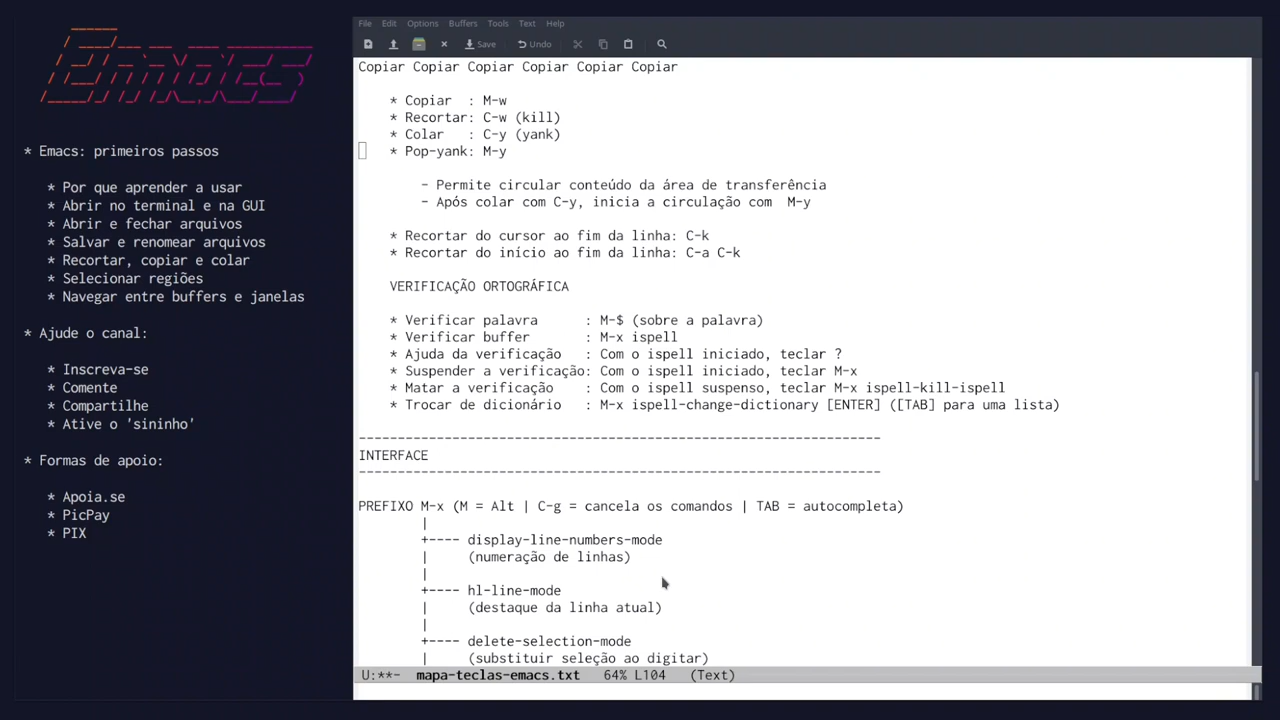 Emacs
* Emacs: primeiros passos
* Por que aprender a usar
* Abrir no terminal e na GUI
* Abrir e fechar arquivos
* Salvar e renomear arquivos
* Recortar, copiar e colar
* Selecionar regiões
* Navegar entre buffers e janelas
* Ajude o canal:
* Inscreva-se
* Comente
* Compartilhe
* Ative o 'sininho'
* Formas de apoio:
* Apoia.se
* PicPay
* PIX
File Edit Options Buffers Tools Text Help
Save Undo
Copiar Copiar Copiar Copiar Copiar Copiar
* Copiar  : M-w
* Recortar: C-w (kill)
* Colar   : C-y (yank)
* Pop-yank: M-y
- Permite circular conteúdo da área de transferência
- Após colar com C-y, inicia a circulação com  M-y
* Recortar do cursor ao fim da linha: C-k
* Recortar do início ao fim da linha: C-a C-k
VERIFICAÇÃO ORTOGRÁFICA
* Verificar palavra      : M-$ (sobre a palavra)
* Verificar buffer       : M-x ispell
* Ajuda da verificação   : Com o ispell iniciado, teclar ?
* Suspender a verificação: Com o ispell iniciado, teclar M-x
* Matar a verificação    : Com o ispell suspenso, teclar M-x ispell-kill-ispell
* Trocar de dicionário   : M-x ispell-change-dictionary [ENTER] ([TAB] para uma lista)
-------------------------------------------------------------------
INTERFACE
-------------------------------------------------------------------
PREFIXO M-x (M = Alt | C-g = cancela os comandos | TAB = autocompleta)
|
+---- display-line-numbers-mode
|     (numeração de linhas)
|
+---- hl-line-mode
|     (destaque da linha atual)
|
+---- delete-selection-mode
|     (substituir seleção ao digitar)
U:**-  mapa-teclas-emacs.txt   64% L104   (Text)